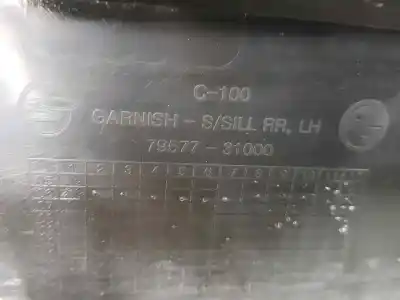 C-100
GARNISH - S/SILL RR, LH
79577-31000